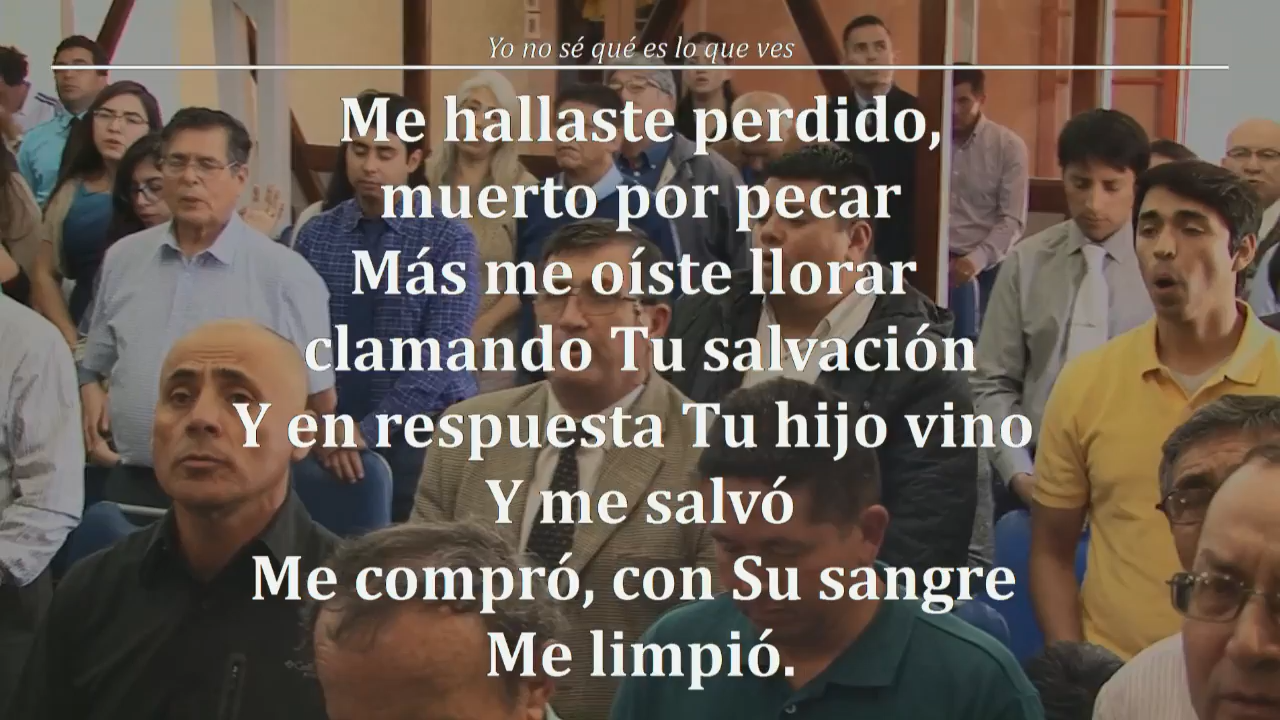 Yo no sé qué es lo que ves
Me hallaste perdido,
muerto por pecar
Más me oíste llorar
clamando Tu salvación
Y en respuesta Tu hijo vino
Y me salvó
Me compró, con Su sangre
Me limpió.